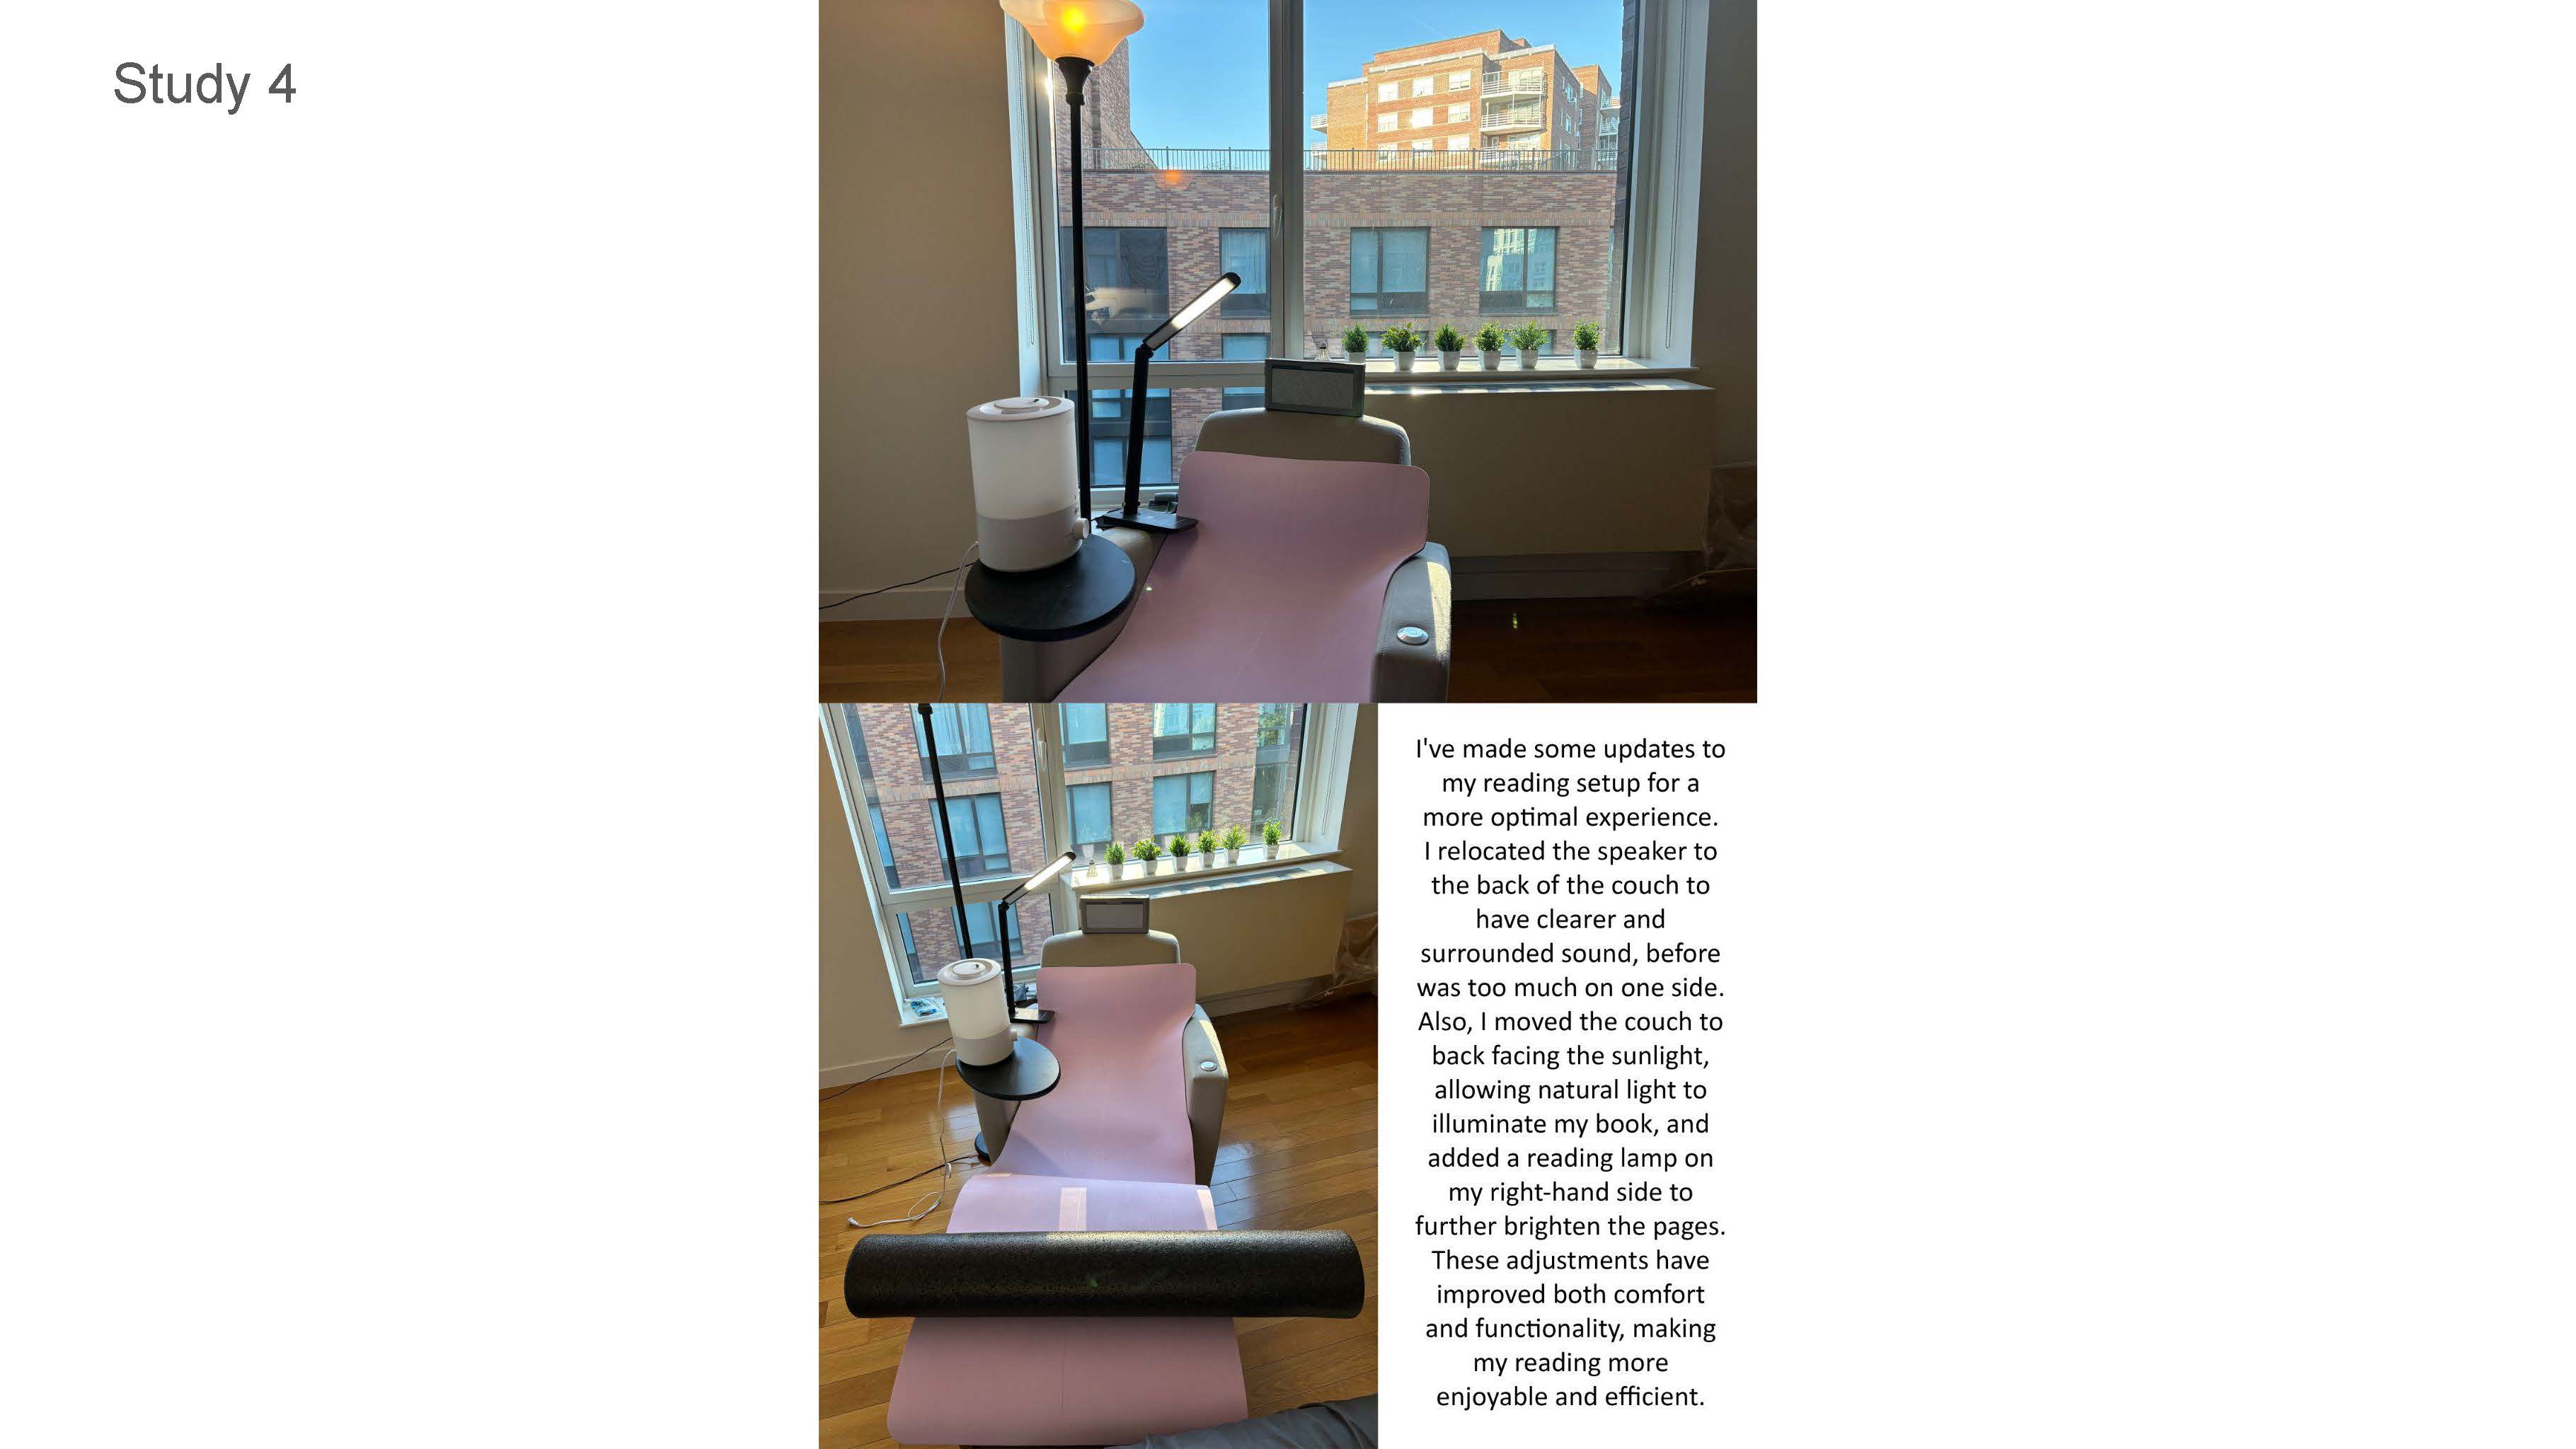 Study 4
I've made some updates to
my reading setup for a
more optimal experience.
I relocated the speaker to
the back of the couch to
have clearer and
surrounded sound, before
was too much on one side.
Also, I moved the couch to
back facing the sunlight,
allowing natural light to
illuminate my book, and
added a reading lamp on
my right-hand side to
further brighten the pages.
These adjustments have
improved both comfort
and functionality, making
my reading more
enjoyable and efficient.